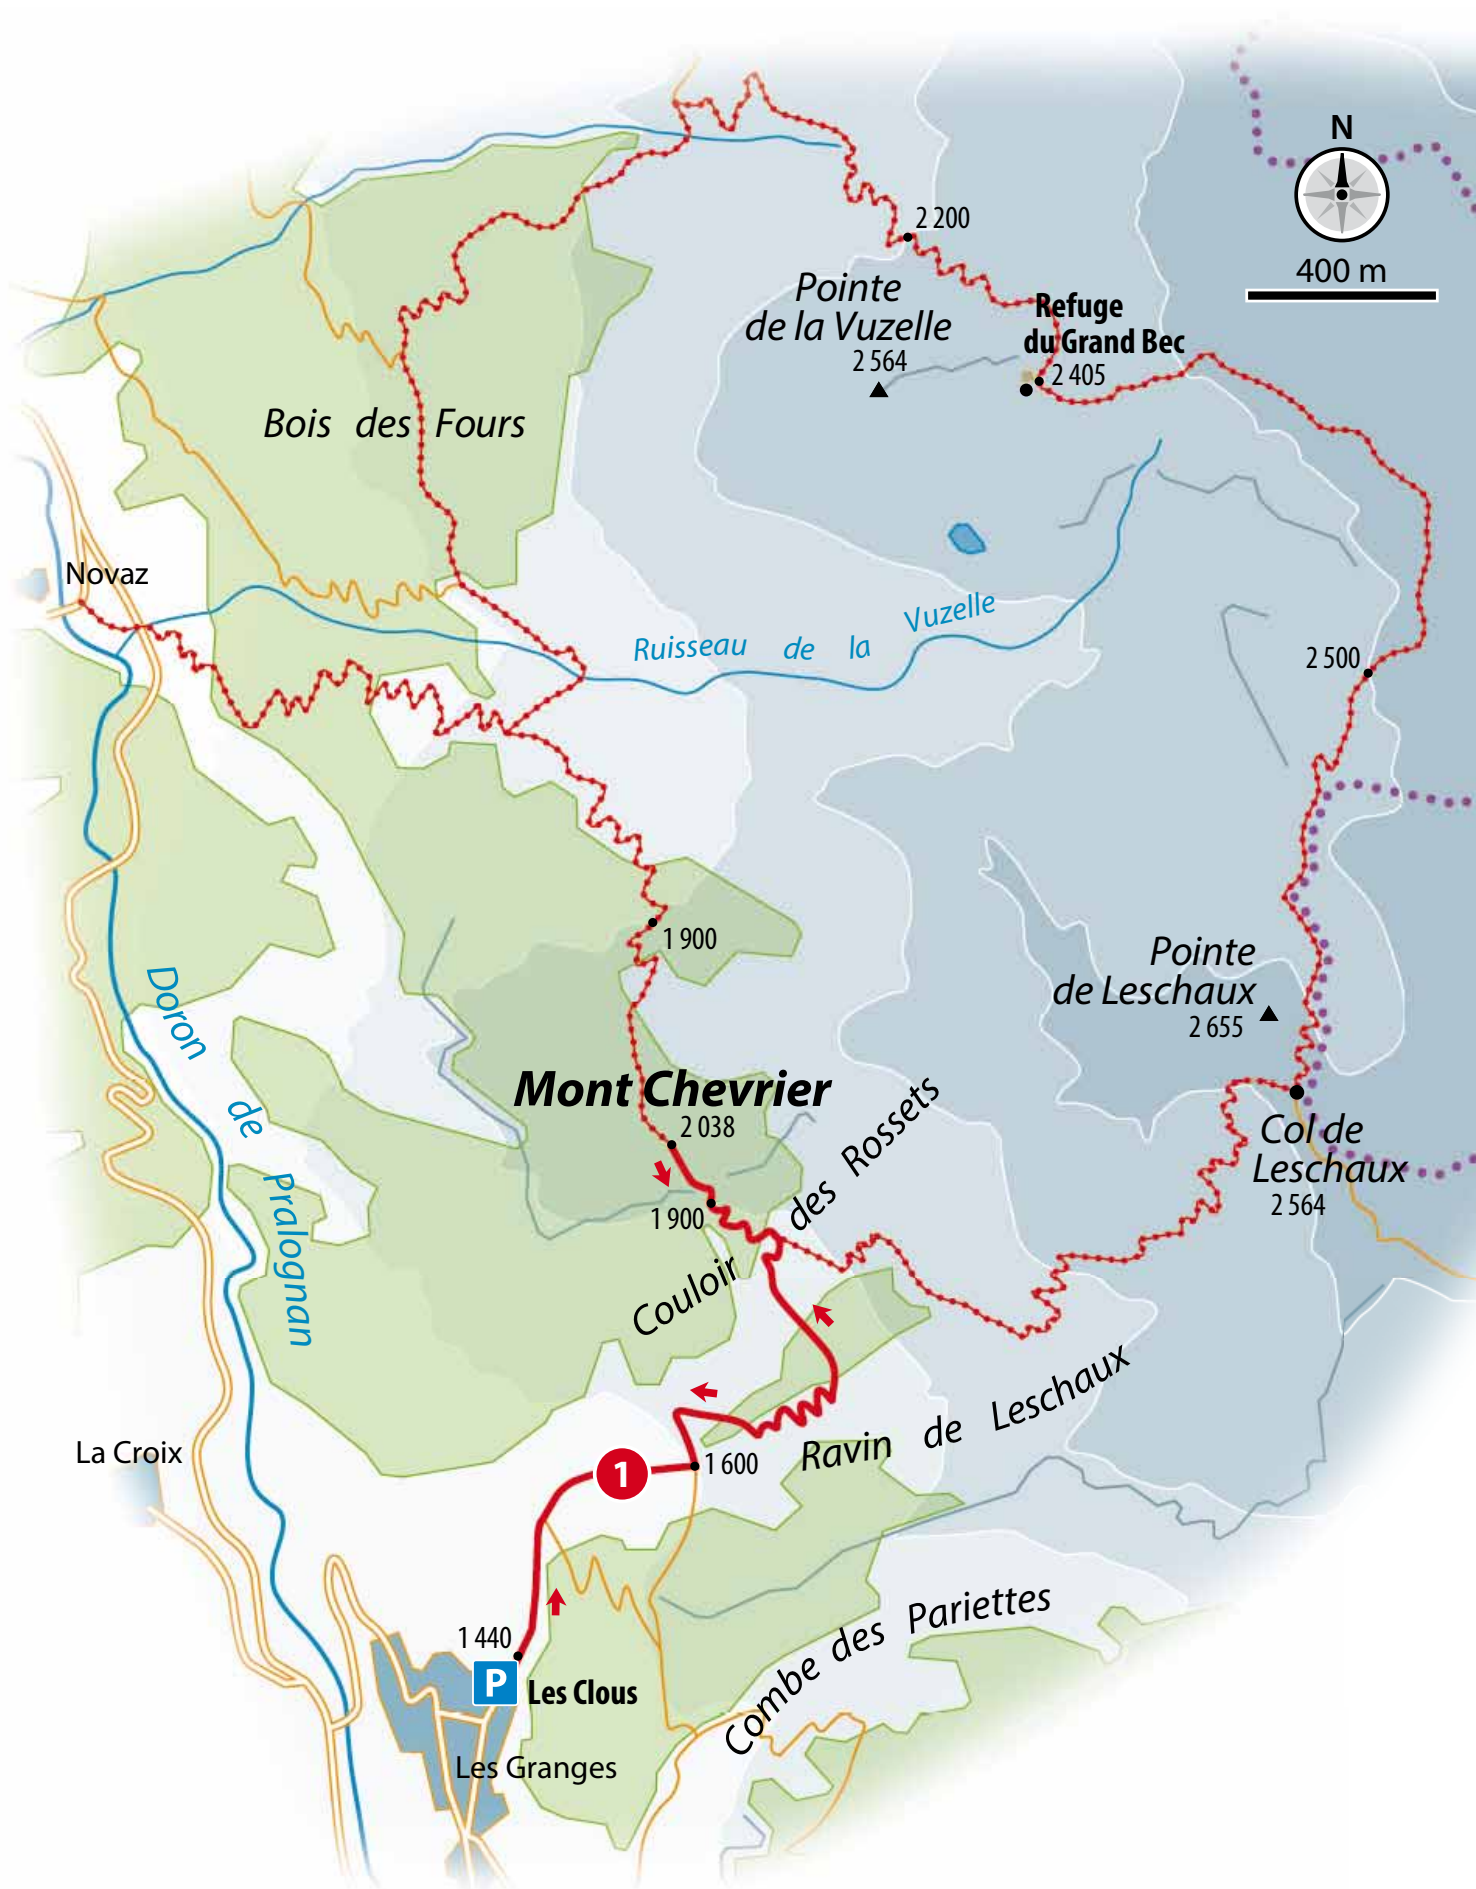 N
400 m
2 200
Pointe
de la Vuzelle
2 564
Refuge
du Grand Bec
2 405
Bois des Fours
Novaz
Ruisseau de la Vuzelle
2 500
1 900
Pointe
de Leschaux
2 655
Doron de Pralognan
Mont Chevrier
2 038
Col de
Leschaux
2 564
1 900
Couloir des Rossets
Ravin de Leschaux
La Croix
1
1 600
Combe des Pariettes
1 440
P
Les Clous
Les Granges